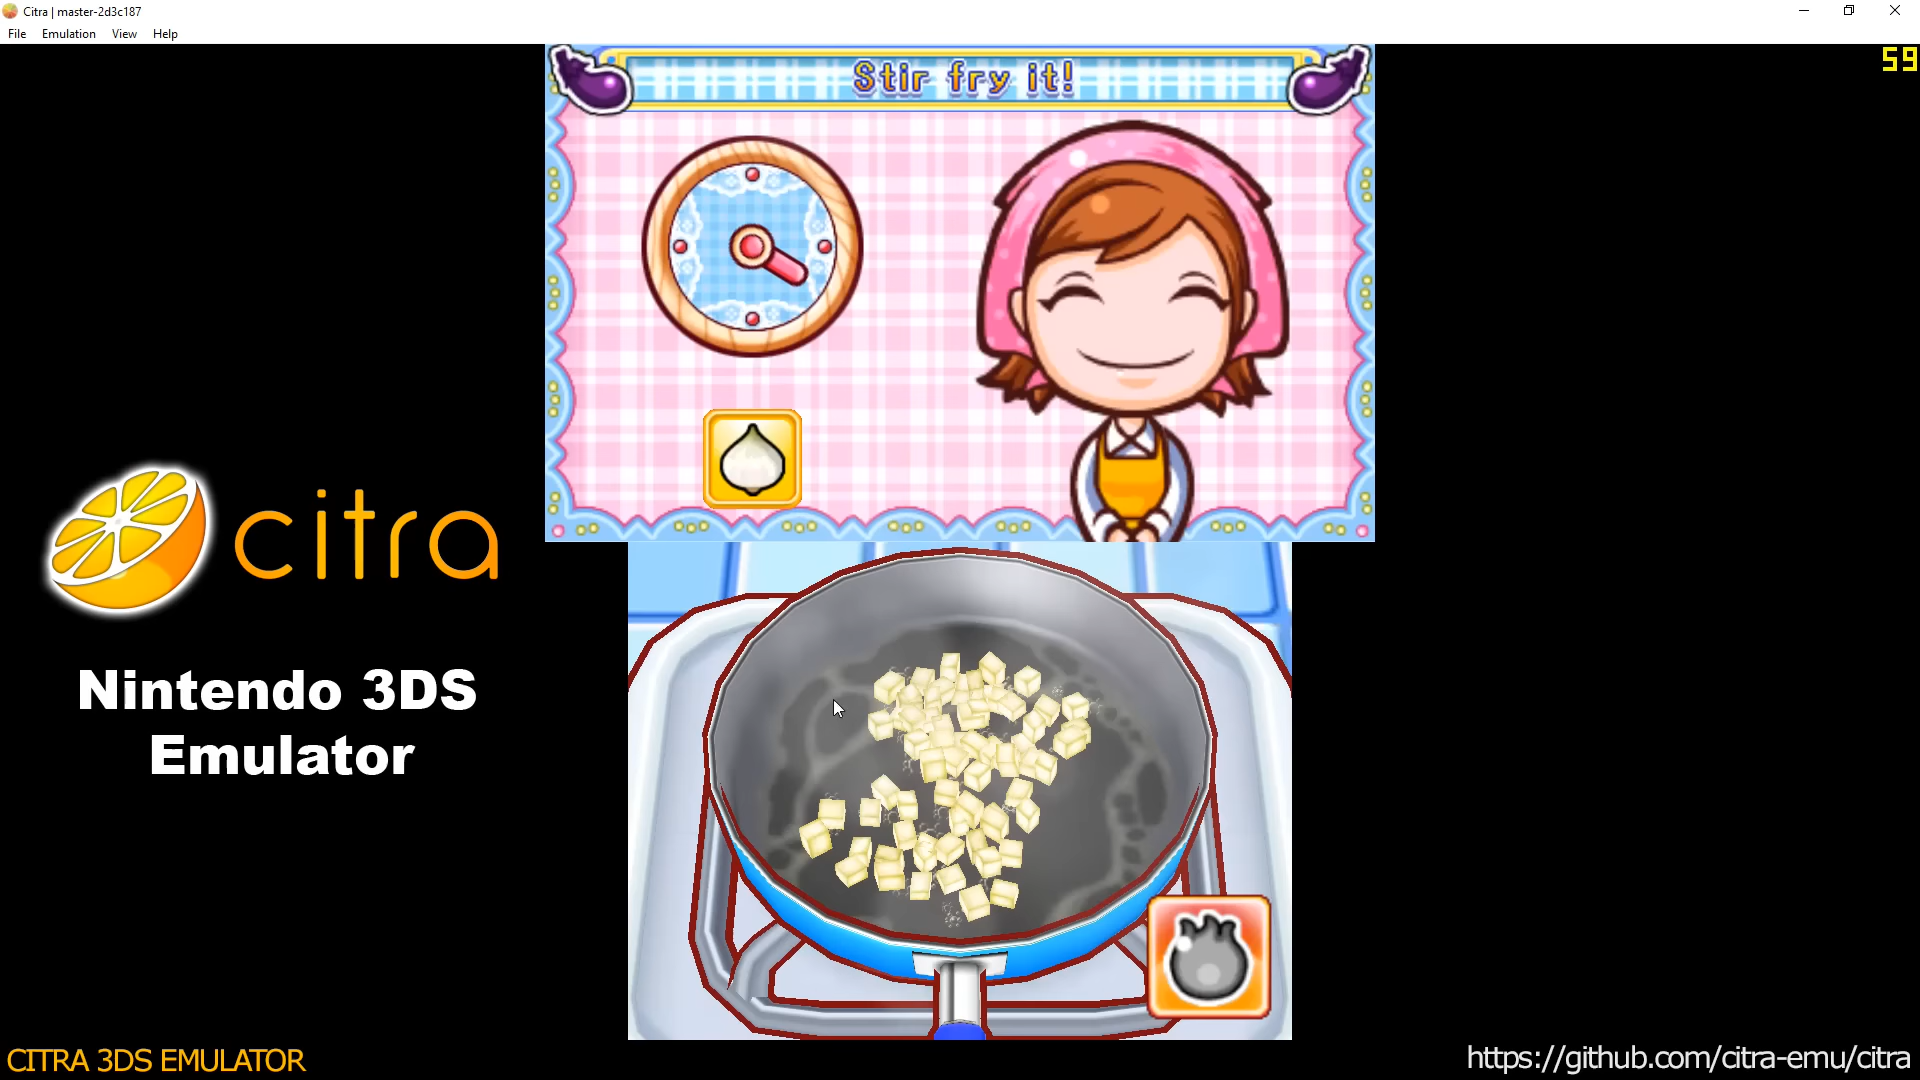 Citra | master-2d3c187
File Emulation View Help
59
Stir fry it!
citra
Nintendo 3DS
Emulator
CITRA 3DS EMULATOR
https://github.com/citra-emu/citra